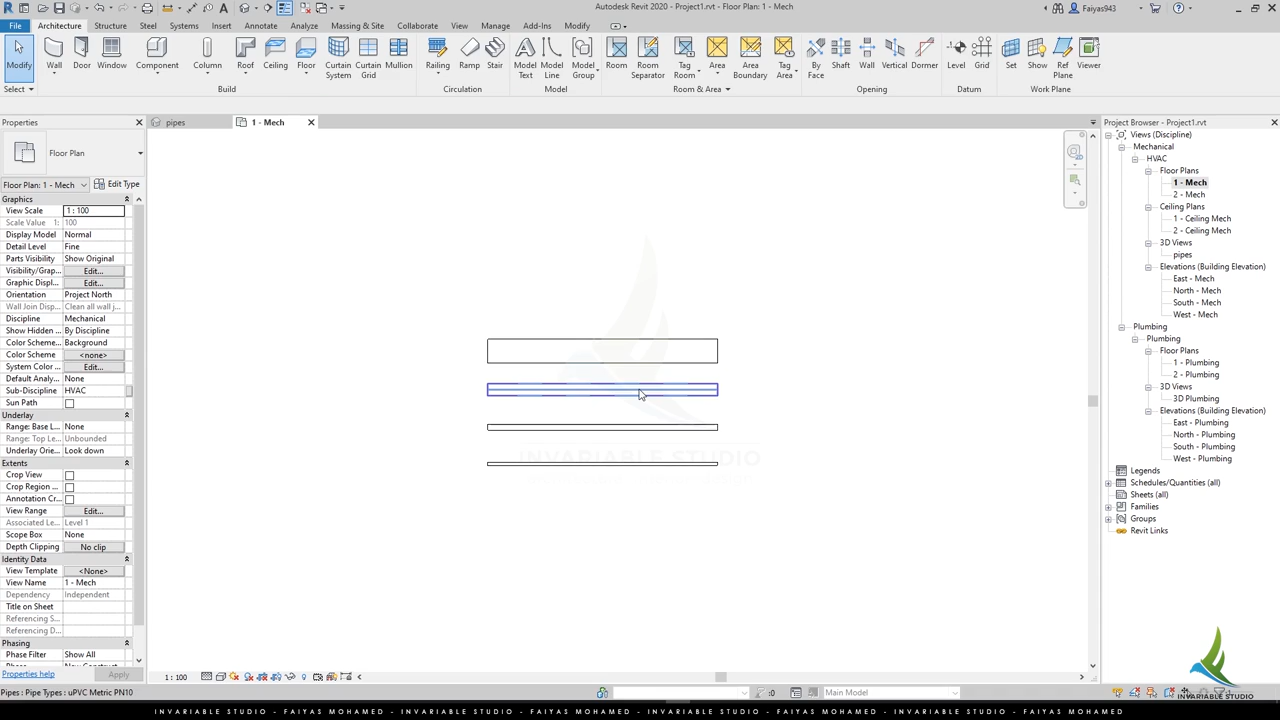 Autodesk Revit 2020 - Project1.rvt - Floor Plan: 1 - Mech
Faiyas943
File Architecture Structure Steel Systems Insert Annotate Analyze Massing & Site Collaborate View Manage Add-Ins Modify
Modify Wall Door Window Component Column Roof Ceiling Floor Curtain System Curtain Grid Mullion Railing Ramp Stair Model Text Model Line Model Group Room Room Separator Tag Room Area Area Boundary Tag Area By Face Shaft Wall Vertical Dormer Level Grid Set Show Ref Plane Viewer
Select Build Circulation Model Room & Area Opening Datum Work Plane
Properties
pipes
1 - Mech
Project Browser - Project1.rvt
Floor Plan
Floor Plan: 1 - Mech Edit Type
Graphics
View Scale 1 : 100
Scale Value 1: 100
Display Model Normal
Detail Level Fine
Parts Visibility Show Original
Visibility/Grap... Edit...
Graphic Displ... Edit...
Orientation Project North
Wall Join Disp... Clean all wall j...
Discipline Mechanical
Show Hidden ... By Discipline
Color Scheme... Background
Color Scheme <none>
System Color ... Edit...
Default Analy... None
Sub-Discipline HVAC
Sun Path
Underlay
Range: Base L... None
Range: Top Le... Unbounded
Underlay Orie... Look down
Extents
Crop View
Crop Region ...
Annotation Cr...
View Range Edit...
Associated Le... Level 1
Scope Box None
Depth Clipping No clip
Identity Data
View Template <None>
View Name 1 - Mech
Dependency Independent
Title on Sheet
Referencing S...
Referencing D...
Phasing
Phase Filter Show All
Phase New Construct
Properties help Apply
Views (Discipline)
Mechanical
HVAC
Floor Plans
1 - Mech
2 - Mech
Ceiling Plans
1 - Ceiling Mech
2 - Ceiling Mech
3D Views
pipes
Elevations (Building Elevation)
East - Mech
North - Mech
South - Mech
West - Mech
Plumbing
Plumbing
Floor Plans
1 - Plumbing
2 - Plumbing
3D Views
3D Plumbing
Elevations (Building Elevation)
East - Plumbing
North - Plumbing
South - Plumbing
West - Plumbing
Legends
Schedules/Quantities (all)
Sheets (all)
Families
Groups
Revit Links
INVARIABLE STUDIO
1 : 100
Pipes : Pipe Types : uPVC Metric PN10
:0
Main Model
INVARIABLE STUDIO
INVARIABLE STUDIO - FAIYAS MOHAMED - INVARIABLE STUDIO - FAIYAS MOHAMED - INVARIABLE STUDIO - FAIYAS MOHAMED - INVARIABLE STUDIO - FAIYAS MOHAMED